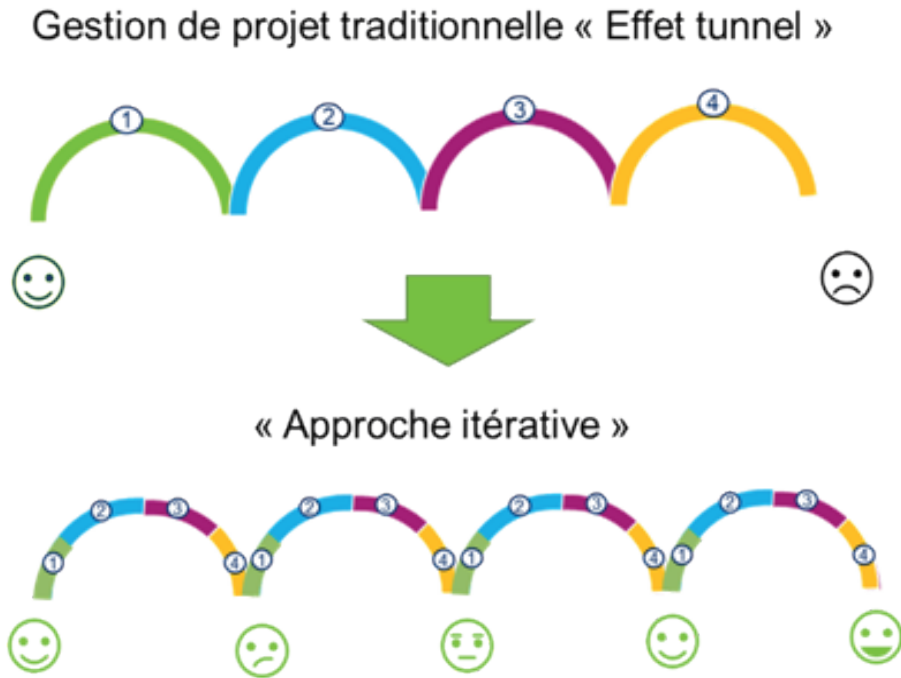 Gestion de projet traditionnelle « Effet tunnel »
1 2 3 4
« Approche itérative »
1 2 3 4 1 2 3 4 1 2 3 4 1 2 3 4